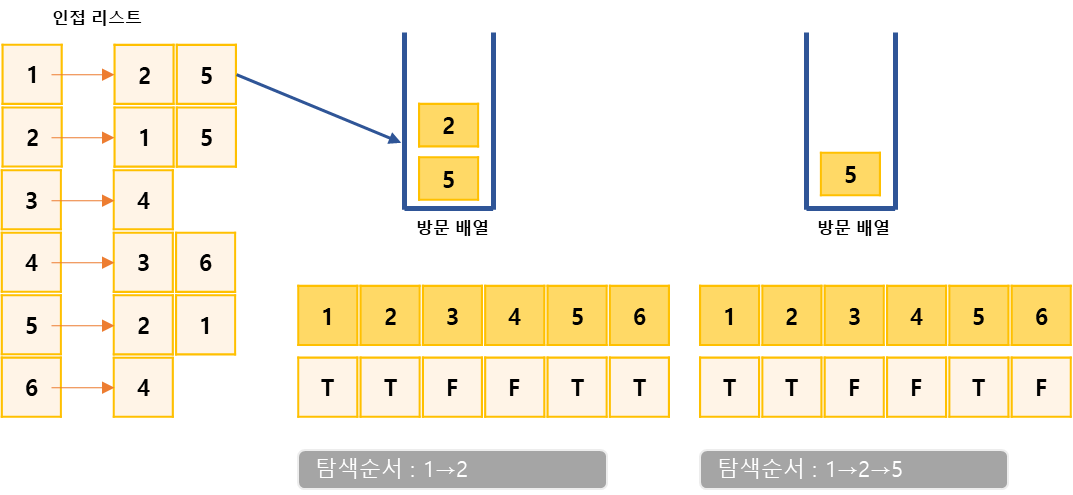 인접 리스트
1 2 5
2 1 5
3 4
4 3 6
5 2 1
6 4
2
5
방문 배열
1 2 3 4 5 6
T T F F T T
탐색순서 : 1→2
5
방문 배열
1 2 3 4 5 6
T T F F T F
탐색순서 : 1→2→5